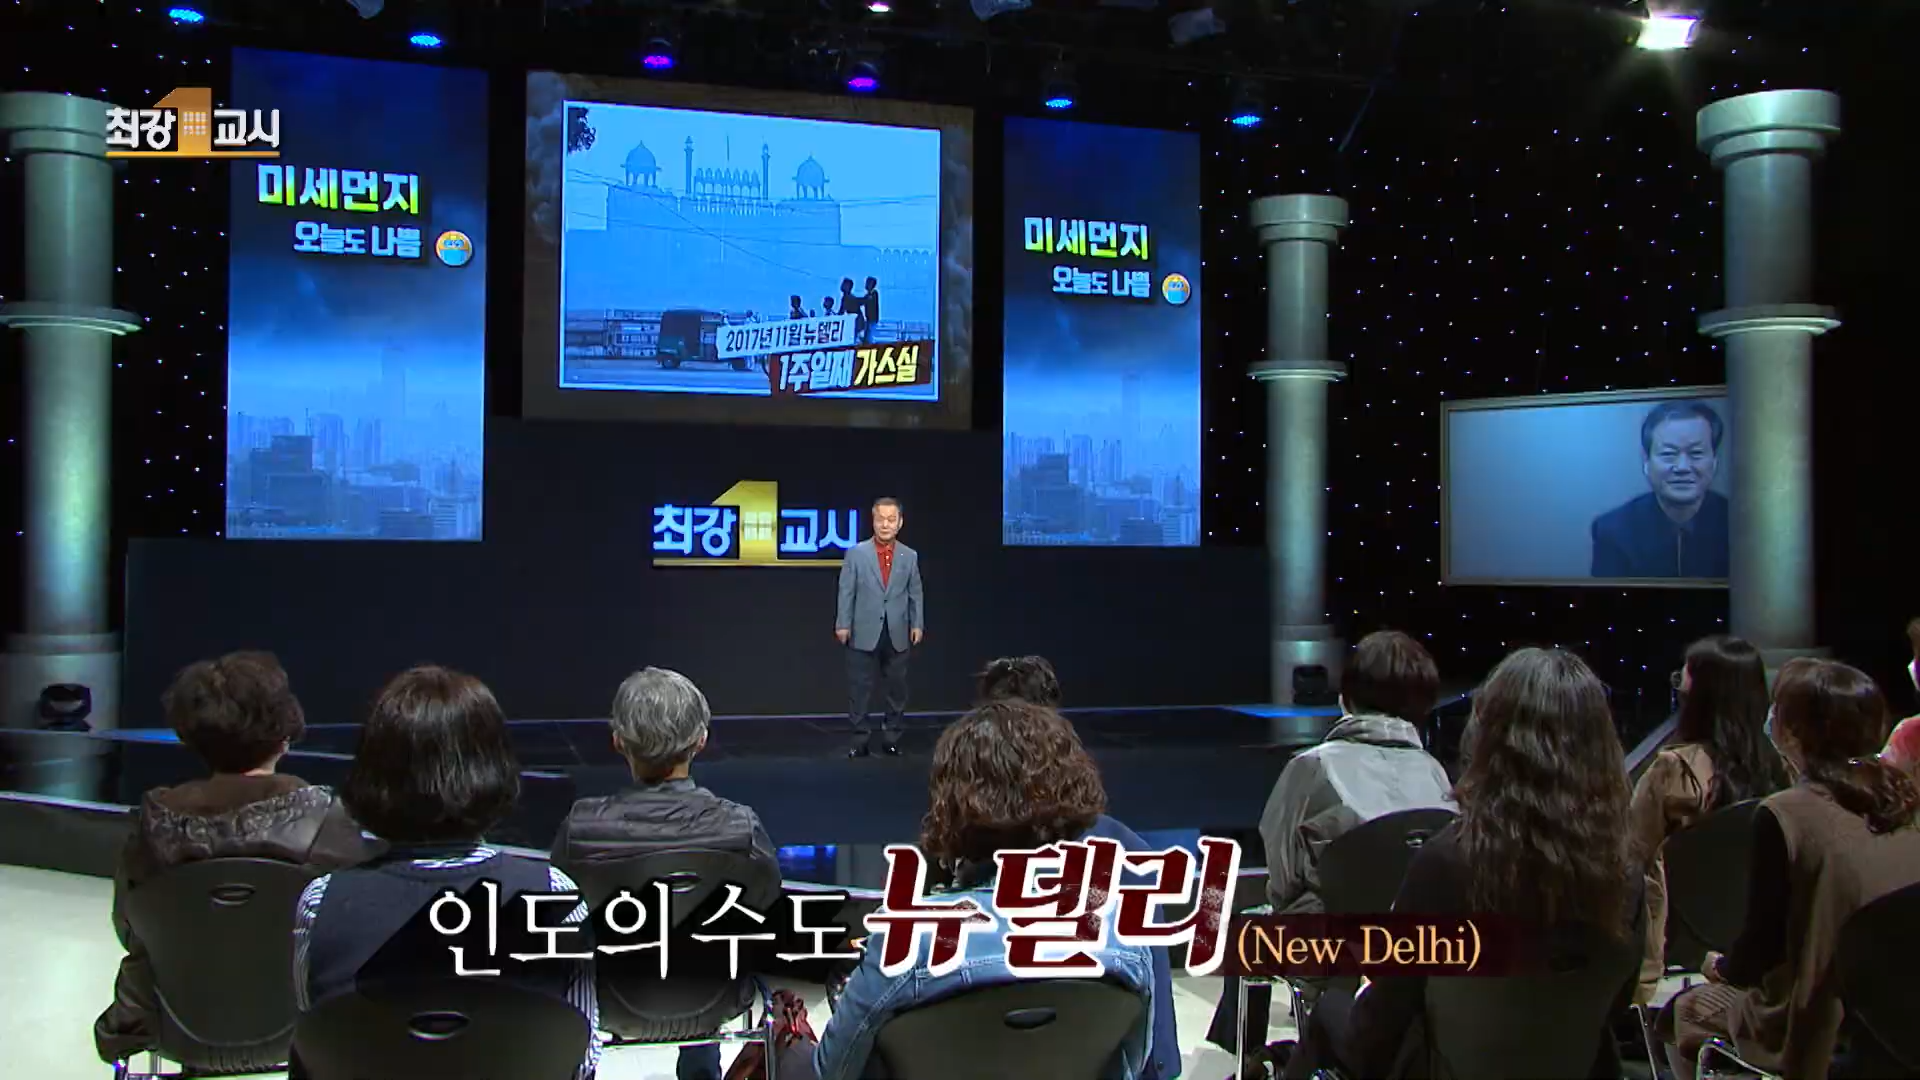 최강1교시
미세먼지
오늘도 나쁨
2017년 11월 뉴델리
1주일째 가스실
미세먼지
오늘도 나쁨
최강1교시
인도의 수도 뉴델리 (New Delhi)